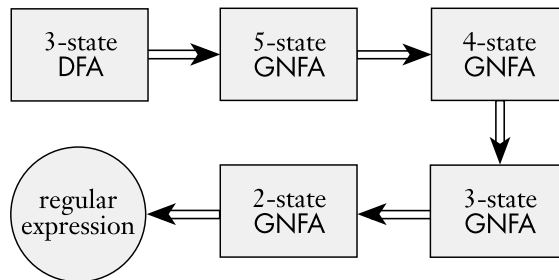 3-state
DFA
5-state
GNFA
4-state
GNFA
3-state
GNFA
2-state
GNFA
regular
expression